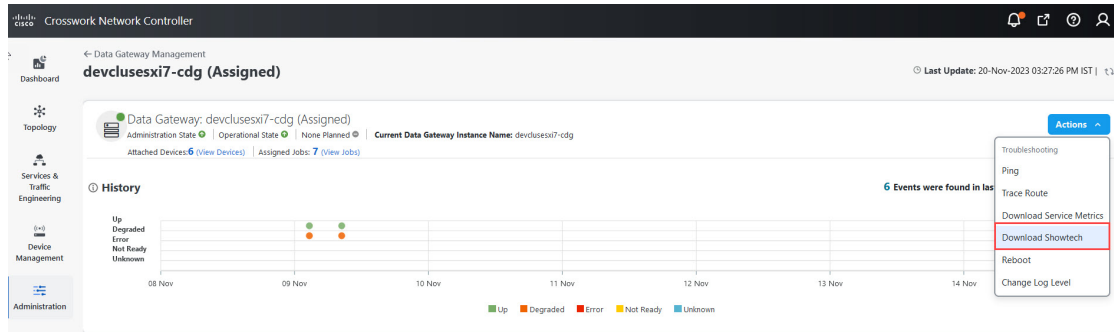 cisco Crosswork Network Controller
Dashboard
Topology
Services &
Traffic
Engineering
Device
Management
Administration
← Data Gateway Management
devclusesxi7-cdg (Assigned)
Last Update: 20-Nov-2023 03:27:26 PM IST |
Data Gateway: devclusesxi7-cdg (Assigned)
Administration State | Operational State | None Planned | Current Data Gateway Instance Name: devclusesxi7-cdg
Attached Devices:6 (View Devices) | Assigned Jobs: 7 (View Jobs)
Actions
Troubleshooting
Ping
Trace Route
Download Service Metrics
Download Showtech
Reboot
Change Log Level
History
6 Events were found in las
Up
Degraded
Error
Not Ready
Unknown
08 Nov 09 Nov 10 Nov 11 Nov 12 Nov 13 Nov 14 Nov
Up Degraded Error Not Ready Unknown